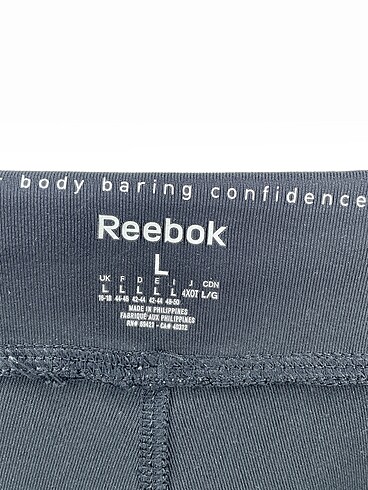 body baring confidence
Reebok
L
UK F D E I J CDN
L L L L L 4XOT L/G
16-18 44-46 42-44 42-44 48-50
MADE IN PHILIPPINES
FABRIQUE AUX PHILIPPINES